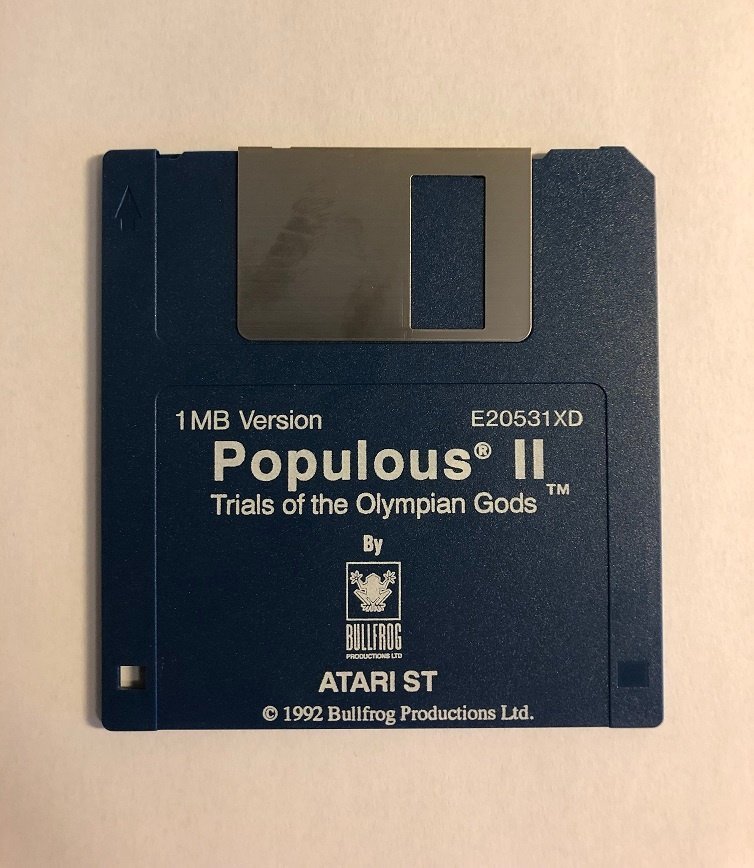 1MB Version E20531XD
Populous® II
Trials of the Olympian Gods™
By
BULLFROG
PRODUCTIONS LTD
ATARI ST
© 1992 Bullfrog Productions Ltd.